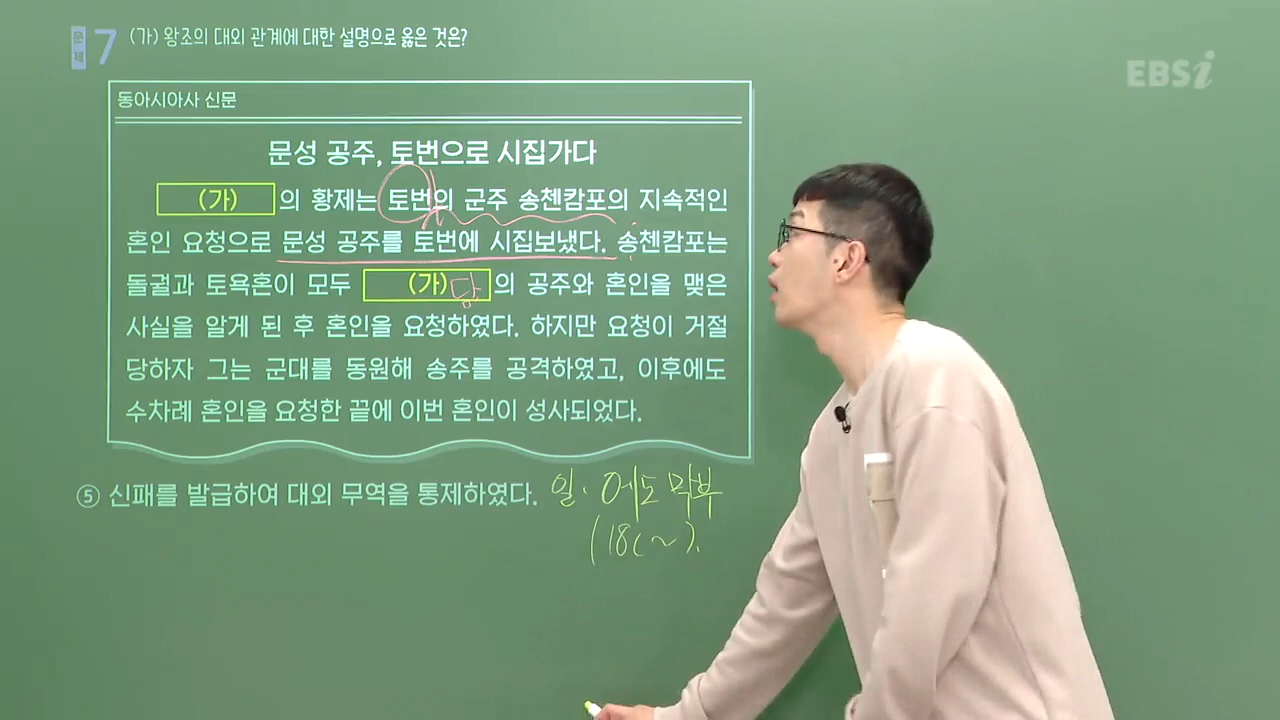 문제 7 (가) 왕조의 대외 관계에 대한 설명으로 옳은 것은?
EBSi
동아시아사 신문
문성 공주, 토번으로 시집가다
(가) 의 황제는 토번의 군주 송첸캄포의 지속적인
혼인 요청으로 문성 공주를 토번에 시집보냈다. 송첸캄포는
돌궐과 토욕혼이 모두 (가) 당 의 공주와 혼인을 맺은
사실을 알게 된 후 혼인을 요청하였다. 하지만 요청이 거절
당하자 그는 군대를 동원해 송주를 공격하였고, 이후에도
수차례 혼인을 요청한 끝에 이번 혼인이 성사되었다.
⑤ 신패를 발급하여 대외 무역을 통제하였다. 일. 에도 막부
(18C~).